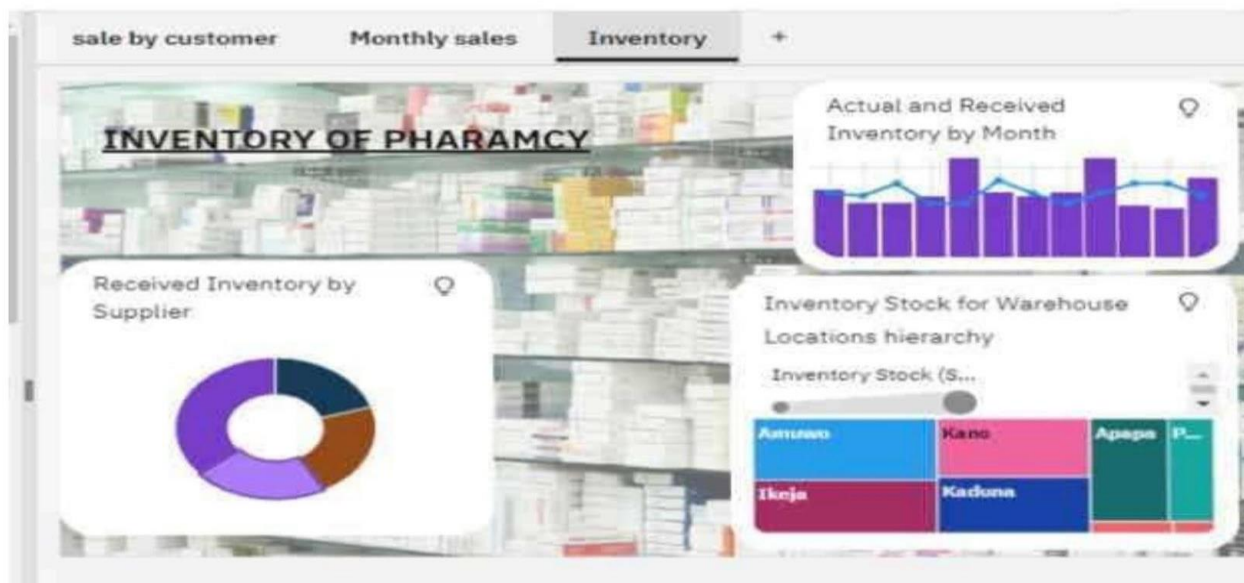 sale by customer Monthly sales Inventory +
INVENTORY OF PHARAMCY
Actual and Received
Inventory by Month
Received Inventory by
Supplier
Inventory Stock for Warehouse
Locations hierarchy
Inventory Stock (S...
Amuwo Kano Apapa P...
Ikeja Kaduna